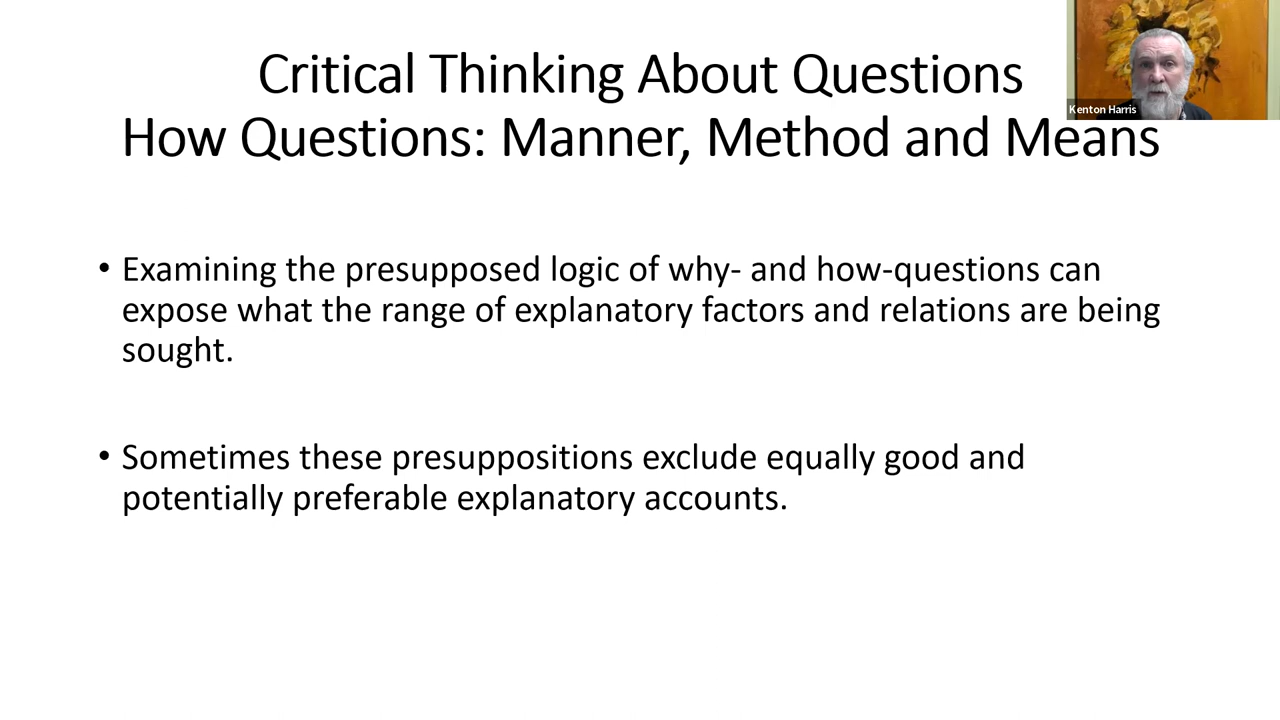 Critical Thinking About Questions
How Questions: Manner, Method and Means
Kenton Harris
• Examining the presupposed logic of why- and how-questions can
expose what the range of explanatory factors and relations are being
sought.
• Sometimes these presuppositions exclude equally good and
potentially preferable explanatory accounts.